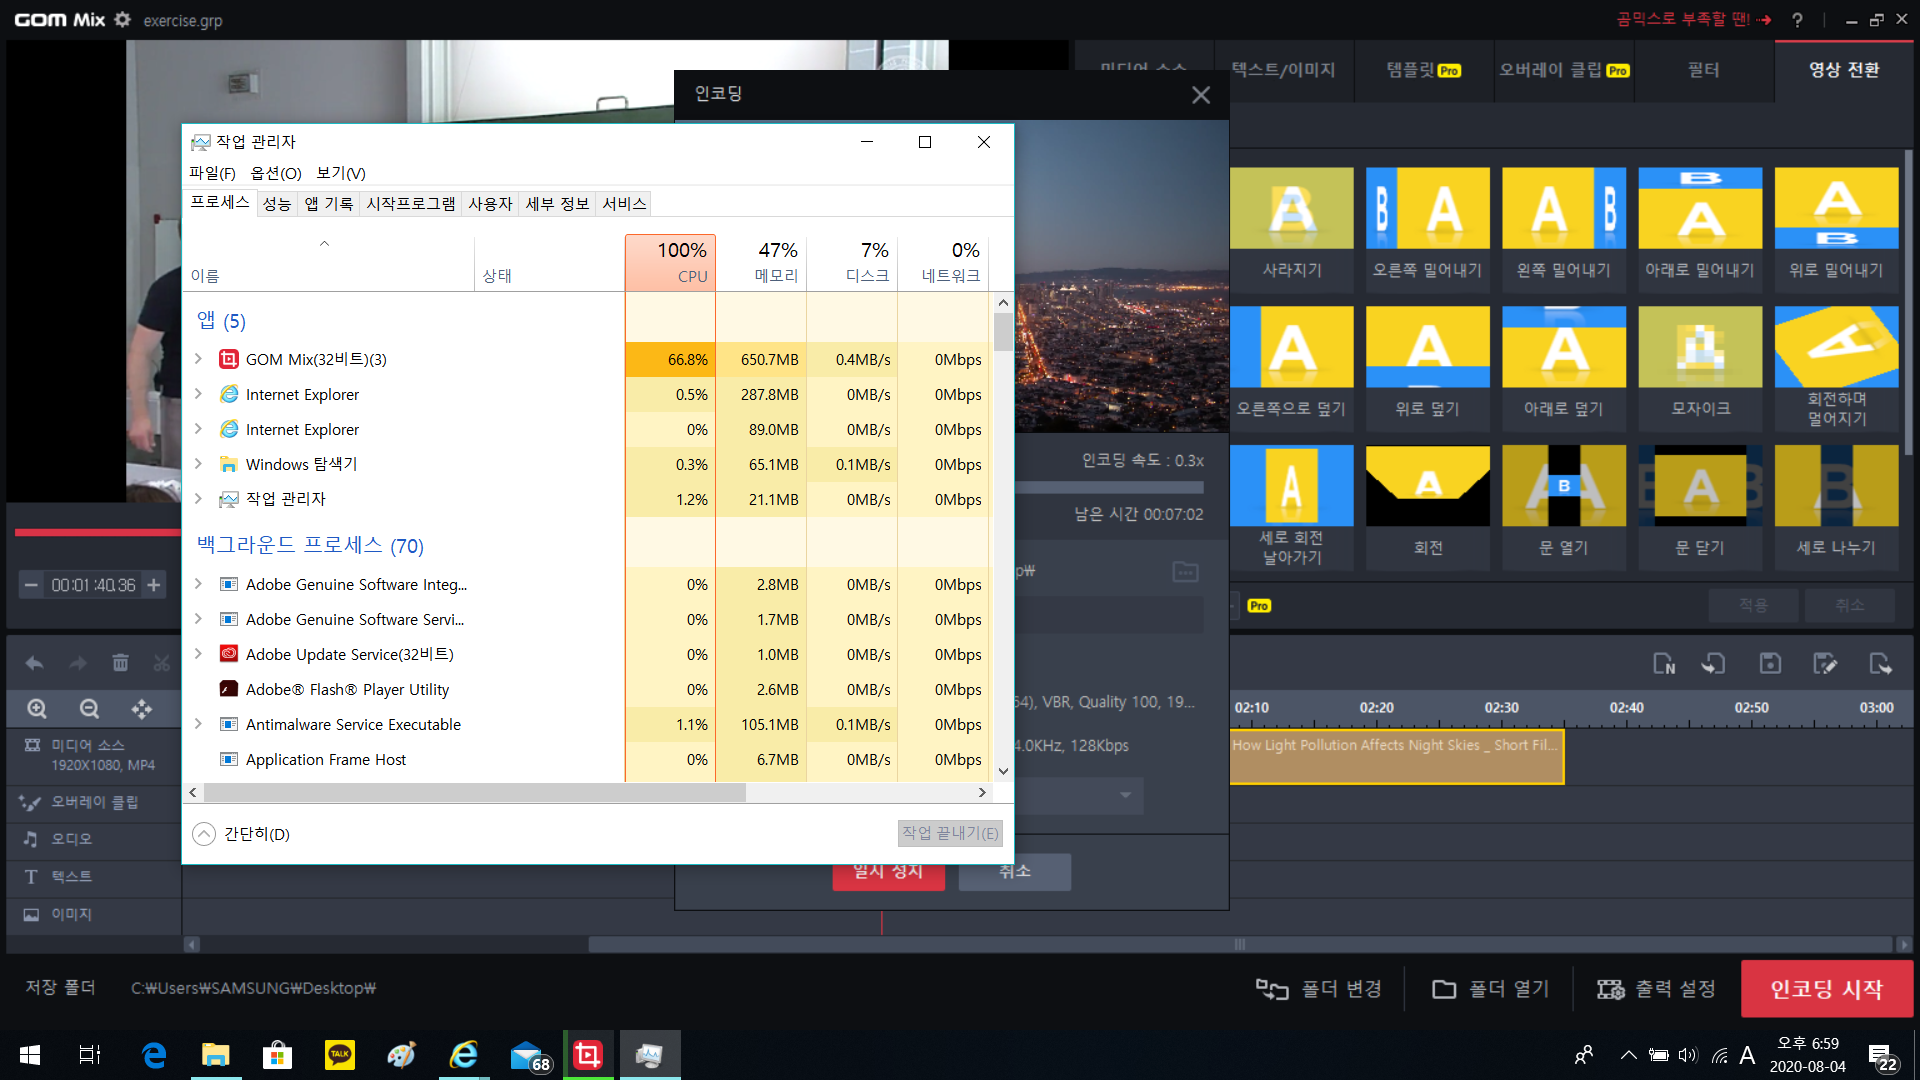 GOM Mix exercise.grp
곰믹스로 부족할 땐! ?
텍스트/이미지
템플릿 Pro
오버레이 클립 Pro
필터
영상 전환
인코딩
작업 관리자
파일(F) 옵션(O) 보기(V)
프로세스 성능 앱 기록 시작프로그램 사용자 세부 정보 서비스
100% 47% 7% 0%
이름 상태 CPU 메모리 디스크 네트워크
앱 (5)
GOM Mix(32비트)(3) 66.8% 650.7MB 0.4MB/s 0Mbps
Internet Explorer 0.5% 287.8MB 0MB/s 0Mbps
Internet Explorer 0% 89.0MB 0MB/s 0Mbps
Windows 탐색기 0.3% 65.1MB 0.1MB/s 0Mbps
작업 관리자 1.2% 21.1MB 0MB/s 0Mbps
백그라운드 프로세스 (70)
Adobe Genuine Software Integ... 0% 2.8MB 0MB/s 0Mbps
Adobe Genuine Software Servi... 0% 1.7MB 0MB/s 0Mbps
Adobe Update Service(32비트) 0% 1.0MB 0MB/s 0Mbps
Adobe® Flash® Player Utility 0% 2.6MB 0MB/s 0Mbps
Antimalware Service Executable 1.1% 105.1MB 0.1MB/s 0Mbps
Application Frame Host 0% 6.7MB 0MB/s 0Mbps
간단히(D) 작업 끝내기(E)
인코딩 속도 : 0.3x
남은 시간 00:07:02
p₩
64), VBR, Quality 100, 19...
4.0KHz, 128Kbps
일시 정지 취소
사라지기 오른쪽 밀어내기 왼쪽 밀어내기 아래로 밀어내기 위로 밀어내기
오른쪽으로 덮기 위로 덮기 아래로 덮기 모자이크 회전하며
멀어지기
세로 회전
날아가기
회전 문 열기 문 닫기 세로 나누기
Pro 적용 취소
00:01:40.36
02:10 02:20 02:30 02:40 02:50 03:00
How Light Pollution Affects Night Skies _ Short Fil...
미디어 소스
1920X1080, MP4
오버레이 클립
오디오
텍스트
이미지
저장 폴더 C:₩Users₩SAMSUNG₩Desktop₩
폴더 변경 폴더 열기 출력 설정 인코딩 시작
TALK
68
A
오후 6:59
2020-08-04
22